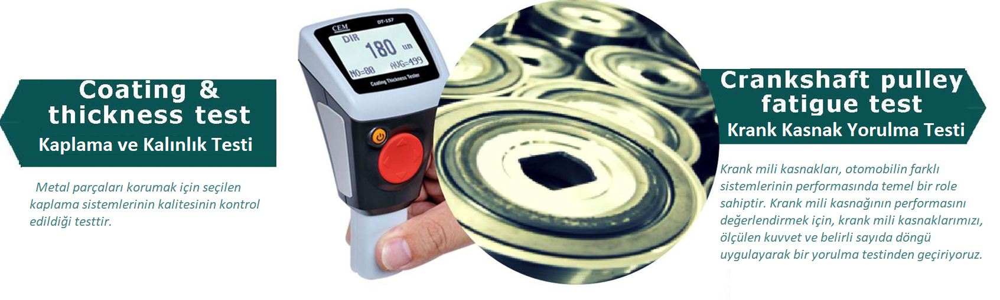 Coating &
thickness test
Kaplama ve Kalınlık Testi
Metal parçaları korumak için seçilen
kaplama sistemlerinin kalitesinin kontrol
edildiği testtir.
CEM
DT-157
DIR
180 um
NO=80 AVG=499
Coating Thickness Tester
Crankshaft pulley
fatigue test
Krank Kasnak Yorulma Testi
Krank mili kasnakları, otomobilin farklı
sistemlerinin performasında temel bir role
sahiptir. Krank mili kasnağının performasını
değerlendirmek için, krank mili kasnaklarımızı,
ölçülen kuvvet ve belirli sayıda döngü
uygulayarak bir yorulma testinden geçiriyoruz.